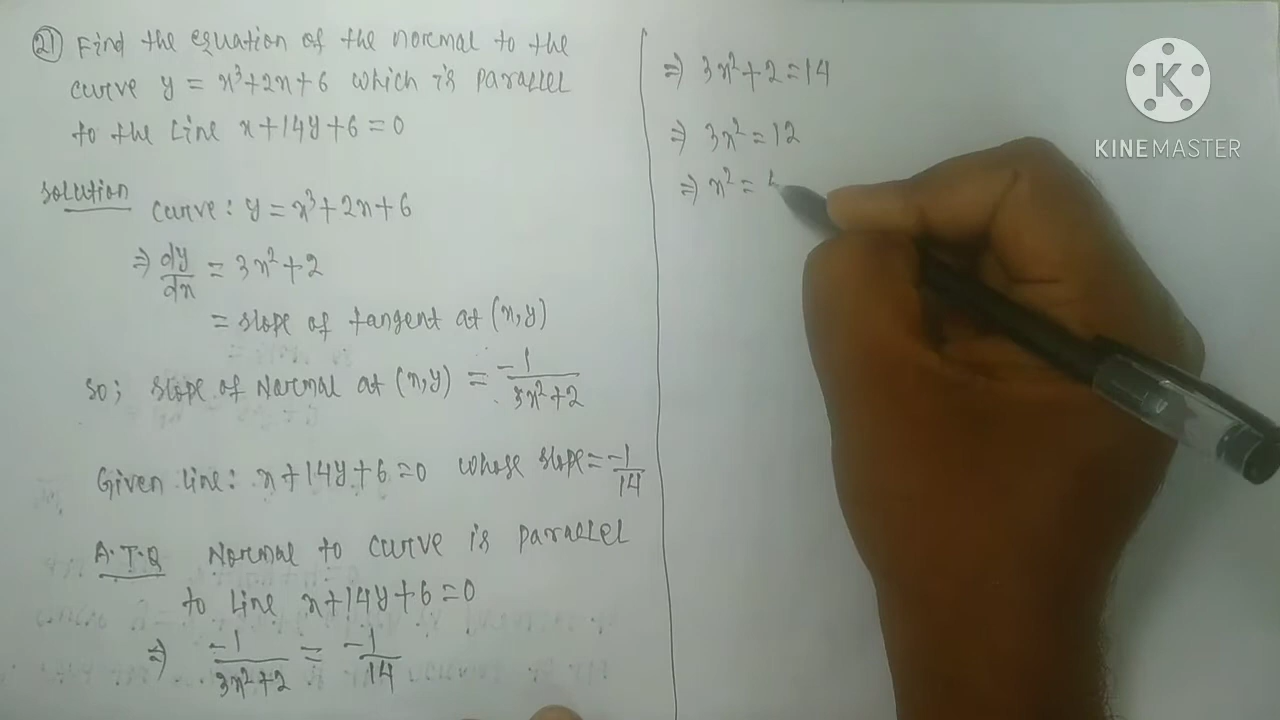 21) Find the equation of the normal to the
curve y = x³+2x+6 which is parallel
to the line x+14y+6=0
Solution
curve: y = x³+2x+6
⇒ dy/dx = 3x²+2
= slope of tangent at (x,y)
so; slope of Normal at (x,y) = -1/(3x²+2)
Given line: x+14y+6=0 whose slope = -1/14
A.T.Q Normal to curve is parallel
to line x+14y+6=0
⇒ -1/(3x²+2) = -1/14
⇒ 3x²+2=14
⇒ 3x²=12
⇒ x²=
K
KINEMASTER